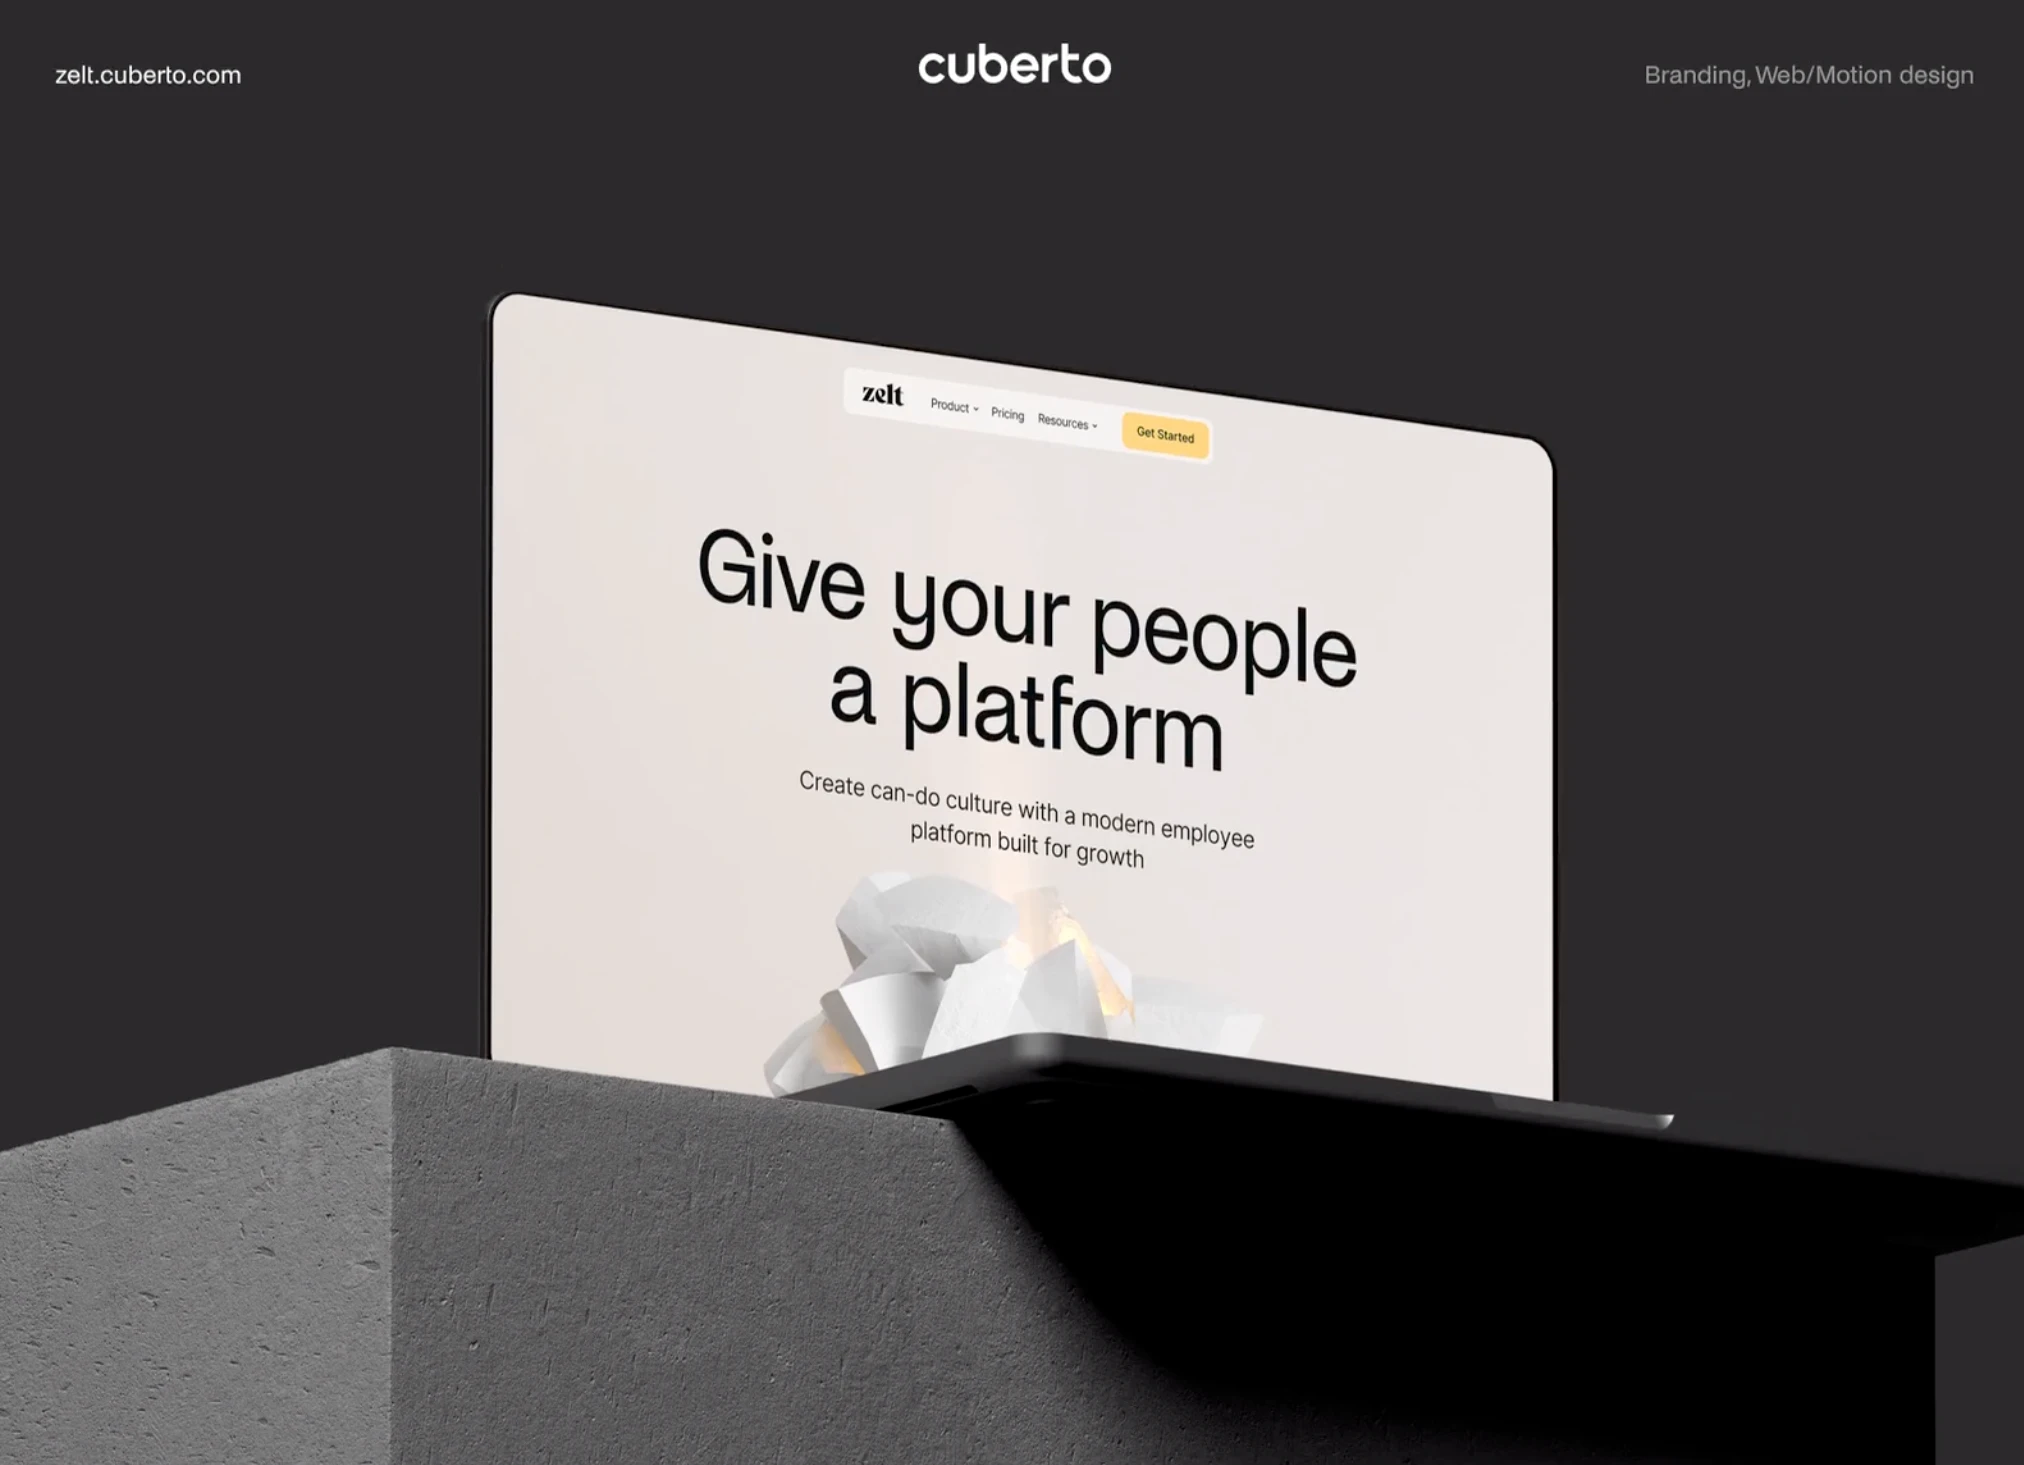 zelt.cuberto.com
cuberto
Branding, Web/Motion design
zelt
Product
Pricing
Resources
Get Started
Give your people
a platform
Create can-do culture with a modern employee
platform built for growth